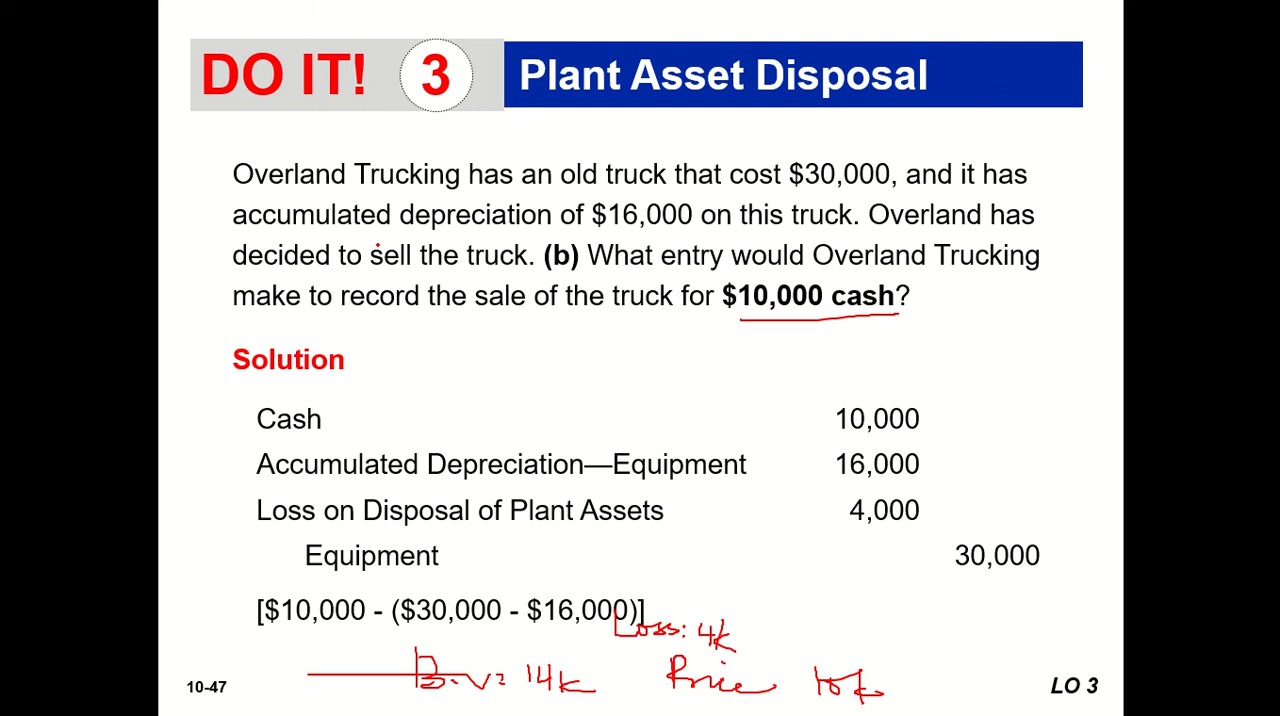 DO IT! 3 Plant Asset Disposal
Overland Trucking has an old truck that cost $30,000, and it has
accumulated depreciation of $16,000 on this truck. Overland has
decided to sell the truck. (b) What entry would Overland Trucking
make to record the sale of the truck for $10,000 cash?
Solution
Cash 10,000
Accumulated Depreciation—Equipment 16,000
Loss on Disposal of Plant Assets 4,000
Equipment 30,000
[$10,000 - ($30,000 - $16,000)]
Loss: 4k
B.V= 14k Price 10k
10-47 LO 3